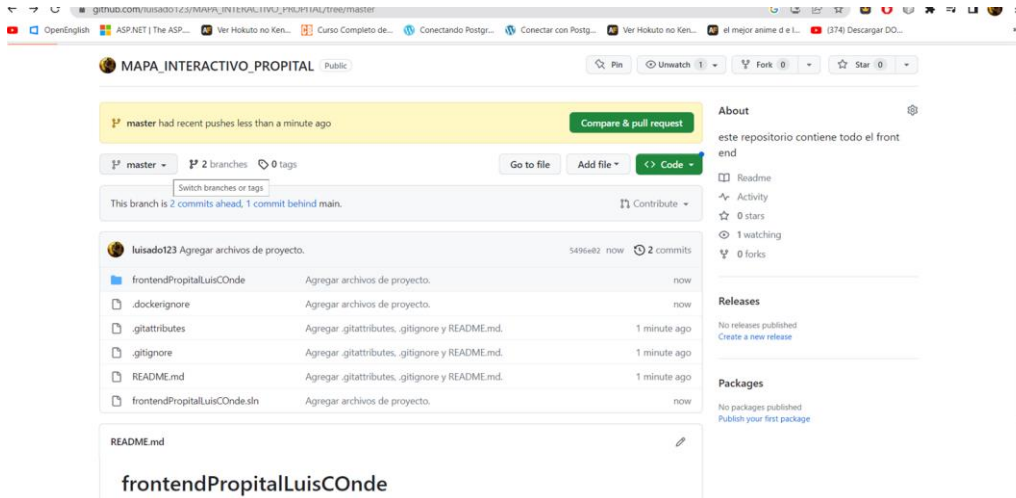 github.com/luisado123/MAPA_INTERACTIVO_PROPITAL/tree/master
OpenEnglish ASP.NET | The ASP.... Ver Hokuto no Ken... Curso Completo de... Conectando Postgr... Conectar con Postg... Ver Hokuto no Ken... el mejor anime d e l... (374) Descargar DO...
MAPA_INTERACTIVO_PROPITAL Public Pin Unwatch 1 Fork 0 Star 0
master had recent pushes less than a minute ago Compare & pull request
master 2 branches 0 tags Go to file Add file <> Code
Switch branches or tags
This branch is 2 commits ahead, 1 commit behind main. Contribute
luisado123 Agregar archivos de proyecto. 5496e02 now 2 commits
frontendPropitalLuisCOnde Agregar archivos de proyecto. now
.dockerignore Agregar archivos de proyecto. now
.gitattributes Agregar .gitattributes, .gitignore y README.md. 1 minute ago
.gitignore Agregar .gitattributes, .gitignore y README.md. 1 minute ago
README.md Agregar .gitattributes, .gitignore y README.md. 1 minute ago
frontendPropitalLuisCOnde.sln Agregar archivos de proyecto. now
README.md
frontendPropitalLuisCOnde
About
este repositorio contiene todo el front
end
Readme
Activity
0 stars
1 watching
0 forks
Releases
No releases published
Create a new release
Packages
No packages published
Publish your first package